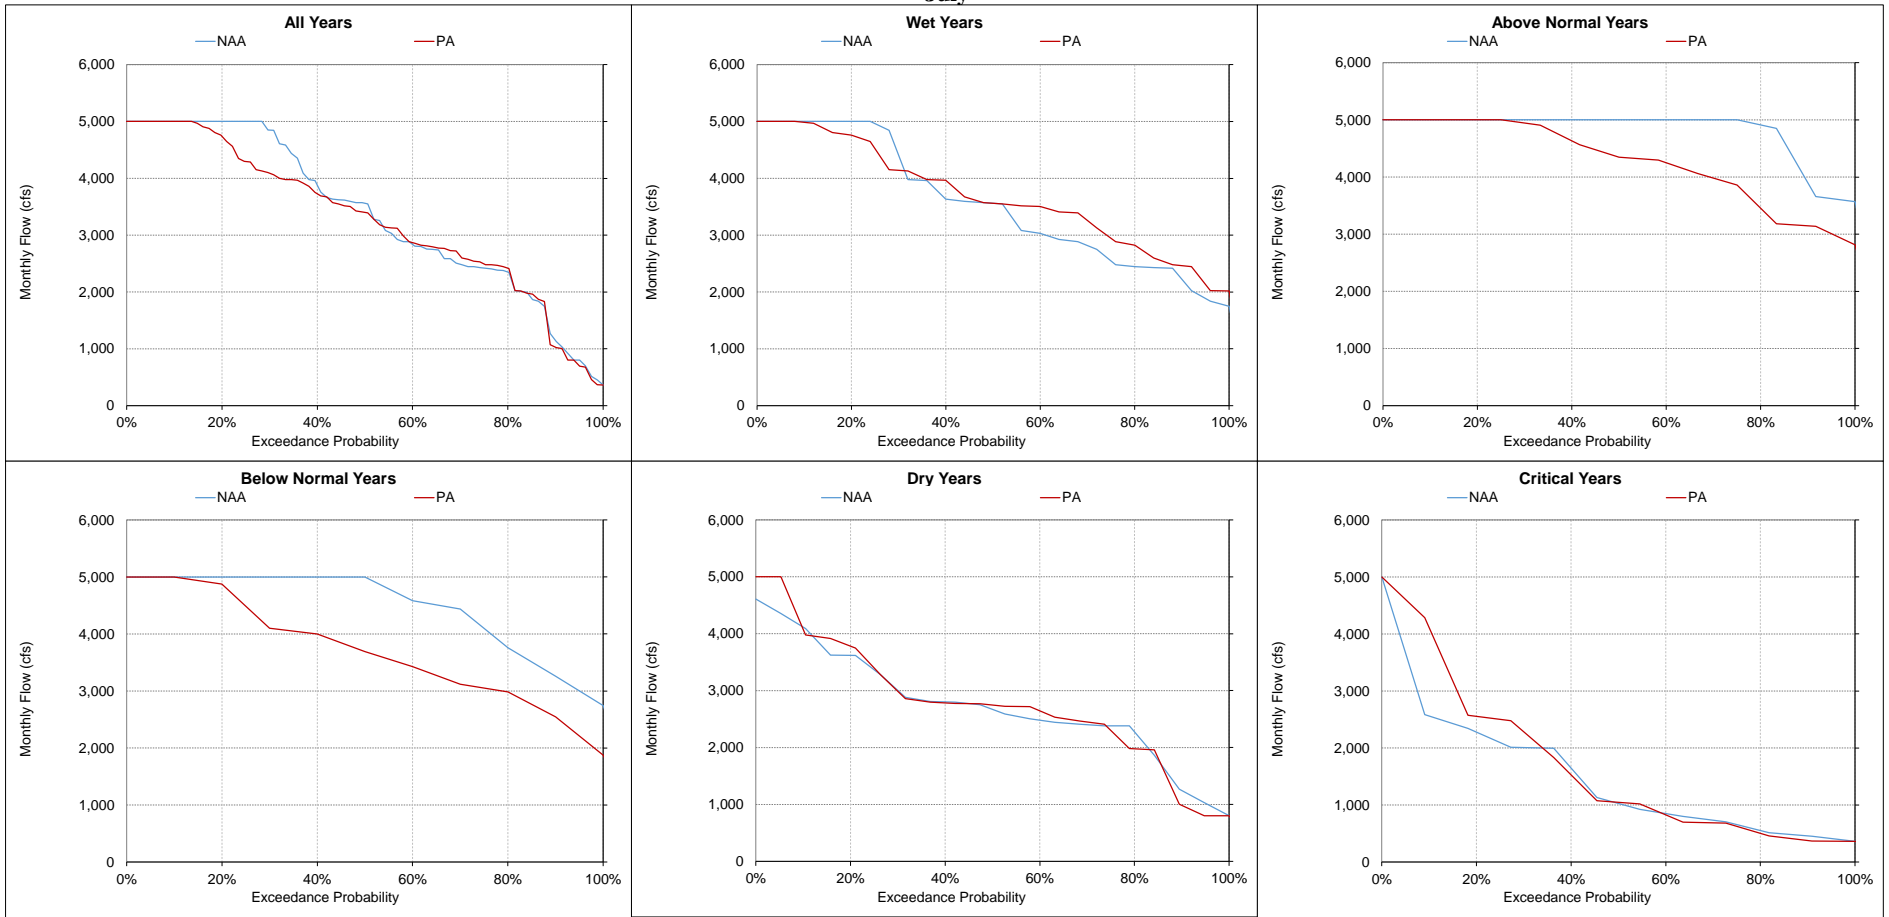 July
All Years
NAA PA
6,000
5,000
4,000
3,000
2,000
1,000
0
Monthly Flow (cfs)
0% 20% 40% 60% 80% 100%
Exceedance Probability
Wet Years
NAA PA
6,000
5,000
4,000
3,000
2,000
1,000
0
Monthly Flow (cfs)
0% 20% 40% 60% 80% 100%
Exceedance Probability
Above Normal Years
NAA PA
6,000
5,000
4,000
3,000
2,000
1,000
0
Monthly Flow (cfs)
0% 20% 40% 60% 80% 100%
Exceedance Probability
Below Normal Years
NAA PA
6,000
5,000
4,000
3,000
2,000
1,000
0
Monthly Flow (cfs)
0% 20% 40% 60% 80% 100%
Exceedance Probability
Dry Years
NAA PA
6,000
5,000
4,000
3,000
2,000
1,000
0
Monthly Flow (cfs)
0% 20% 40% 60% 80% 100%
Exceedance Probability
Critical Years
NAA PA
6,000
5,000
4,000
3,000
2,000
1,000
0
Monthly Flow (cfs)
0% 20% 40% 60% 80% 100%
Exceedance Probability